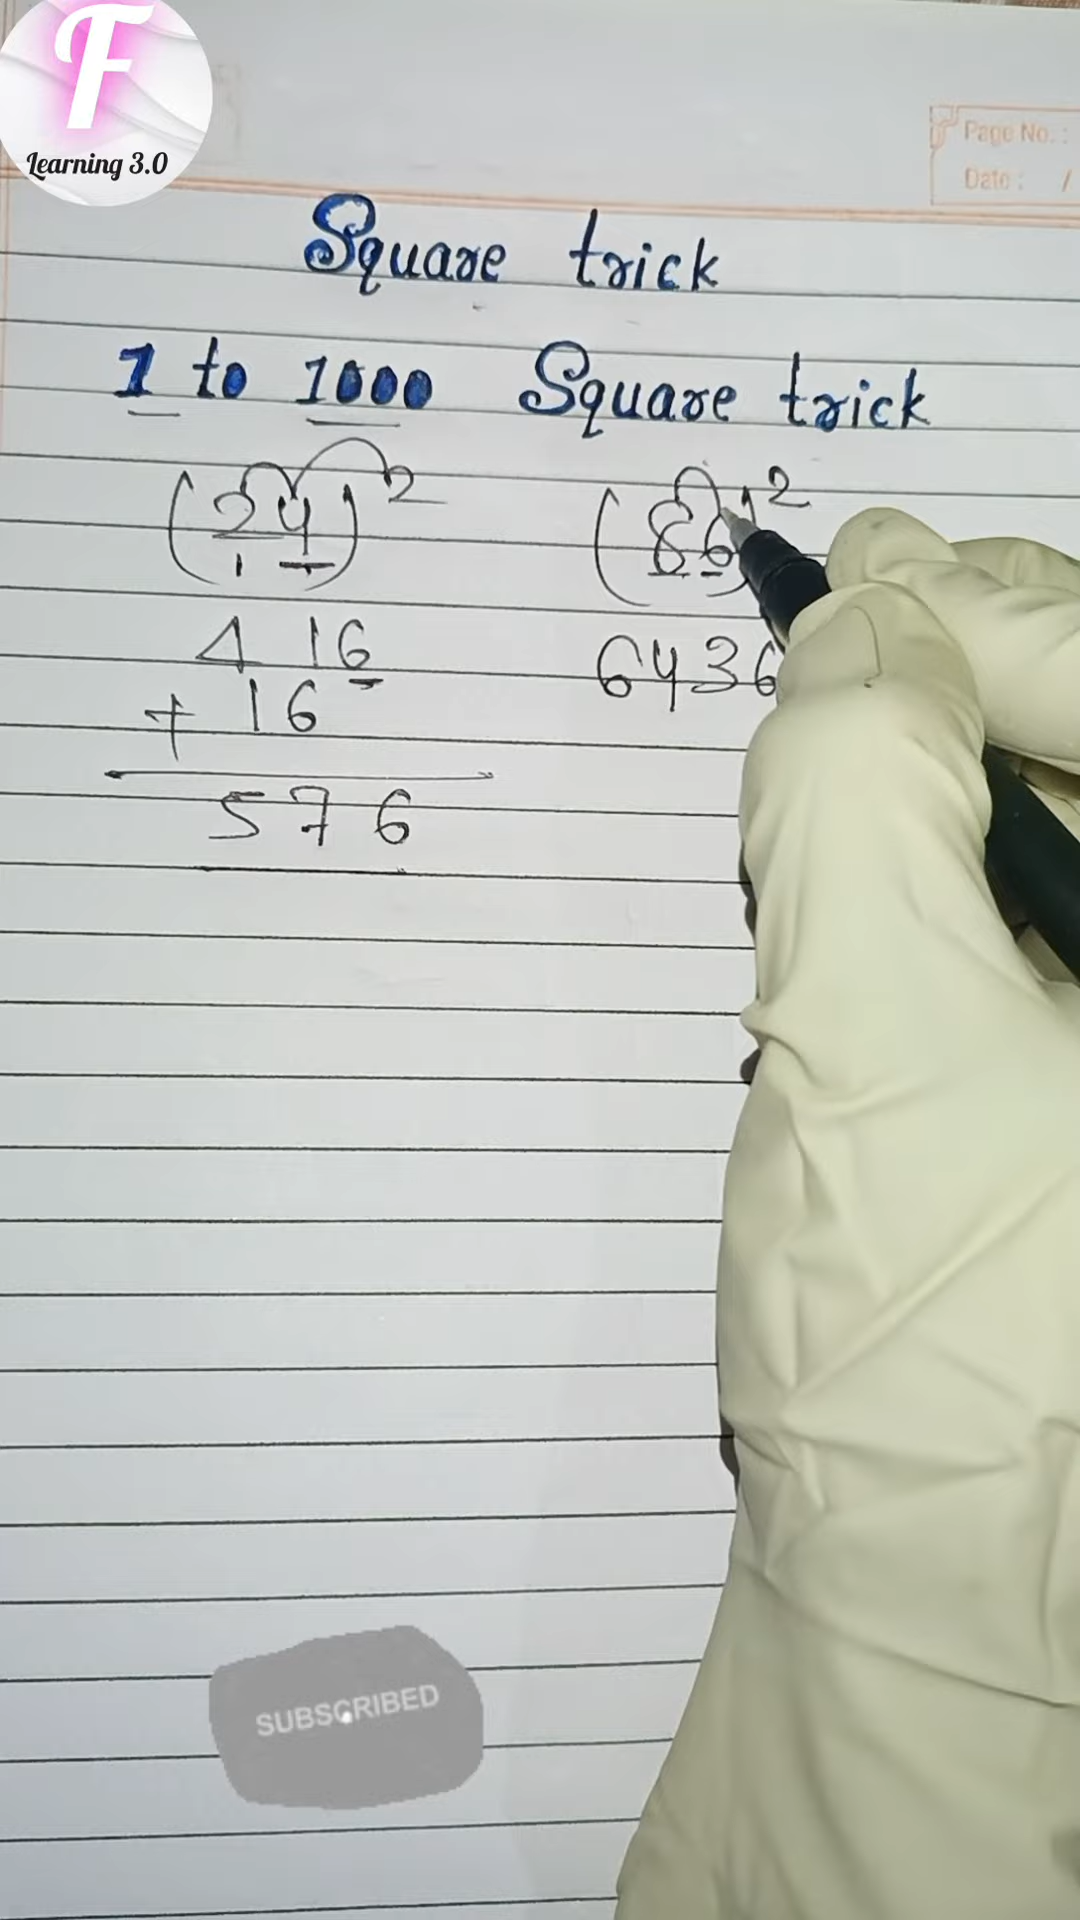 F
Learning 3.0
Page No. :
Date : /
Square trick
1 to 1000 Square trick
(24)2 (86)2
4 16 6436
+ 16
576
SUBSCRIBED